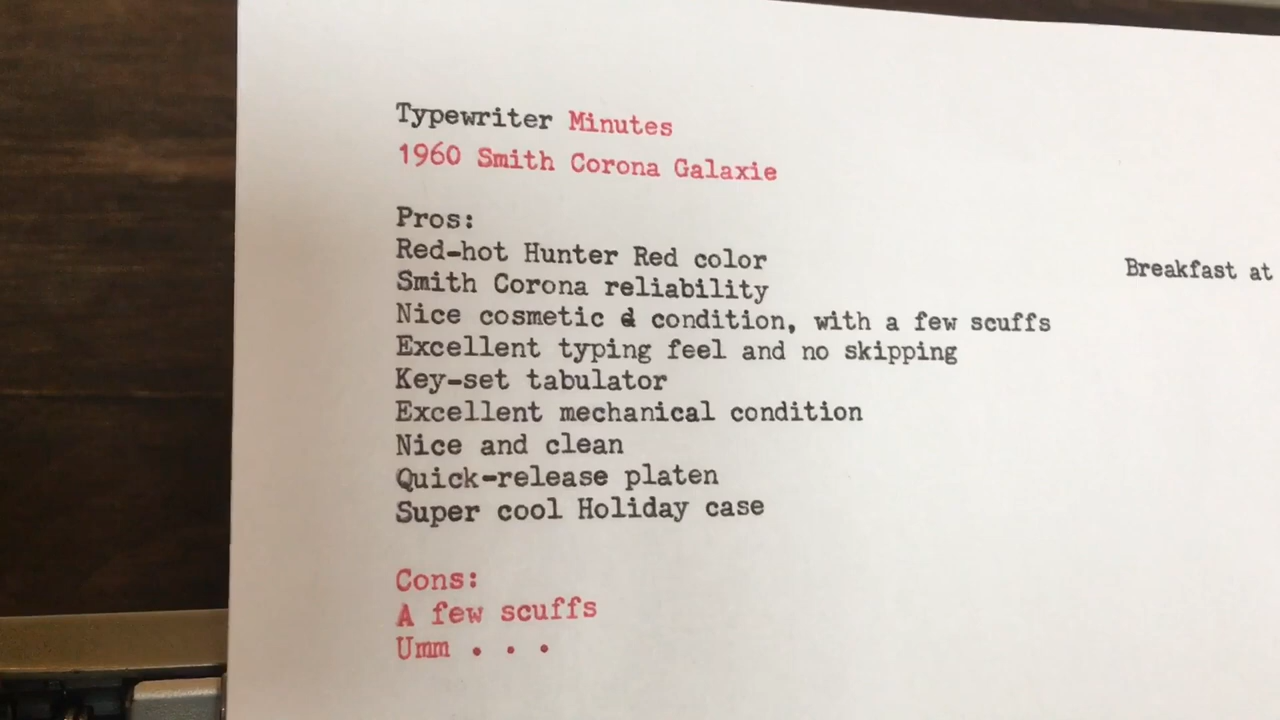 Typewriter Minutes
1960 Smith Corona Galaxie
Pros:
Red-hot Hunter Red color
Smith Corona reliability
Nice cosmetic d condition, with a few scuffs
Excellent typing feel and no skipping
Key-set tabulator
Excellent mechanical condition
Nice and clean
Quick-release platen
Super cool Holiday case
Cons:
A few scuffs
Umm . . .
Breakfast at